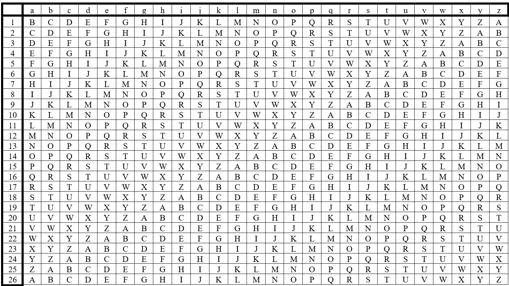 a b c d e f g h i j k l m n o p q r s t u v w x y z
1 B C D E F G H I J K L M N O P Q R S T U V W X Y Z A
2 C D E F G H I J K L M N O P Q R S T U V W X Y Z A B
3 D E F G H I J K L M N O P Q R S T U V W X Y Z A B C
4 E F G H I J K L M N O P Q R S T U V W X Y Z A B C D
5 F G H I J K L M N O P Q R S T U V W X Y Z A B C D E
6 G H I J K L M N O P Q R S T U V W X Y Z A B C D E F
7 H I J K L M N O P Q R S T U V W X Y Z A B C D E F G
8 I J K L M N O P Q R S T U V W X Y Z A B C D E F G H
9 J K L M N O P Q R S T U V W X Y Z A B C D E F G H I
10 K L M N O P Q R S T U V W X Y Z A B C D E F G H I J
11 L M N O P Q R S T U V W X Y Z A B C D E F G H I J K
12 M N O P Q R S T U V W X Y Z A B C D E F G H I J K L
13 N O P Q R S T U V W X Y Z A B C D E F G H I J K L M
14 O P Q R S T U V W X Y Z A B C D E F G H I J K L M N
15 P Q R S T U V W X Y Z A B C D E F G H I J K L M N O
16 Q R S T U V W X Y Z A B C D E F G H I J K L M N O P
17 R S T U V W X Y Z A B C D E F G H I J K L M N O P Q
18 S T U V W X Y Z A B C D E F G H I J K L M N O P Q R
19 T U V W X Y Z A B C D E F G H I J K L M N O P Q R S
20 U V W X Y Z A B C D E F G H I J K L M N O P Q R S T
21 V W X Y Z A B C D E F G H I J K L M N O P Q R S T U
22 W X Y Z A B C D E F G H I J K L M N O P Q R S T U V
23 X Y Z A B C D E F G H I J K L M N O P Q R S T U V W
24 Y Z A B C D E F G H I J K L M N O P Q R S T U V W X
25 Z A B C D E F G H I J K L M N O P Q R S T U V W X Y
26 A B C D E F G H I J K L M N O P Q R S T U V W X Y Z